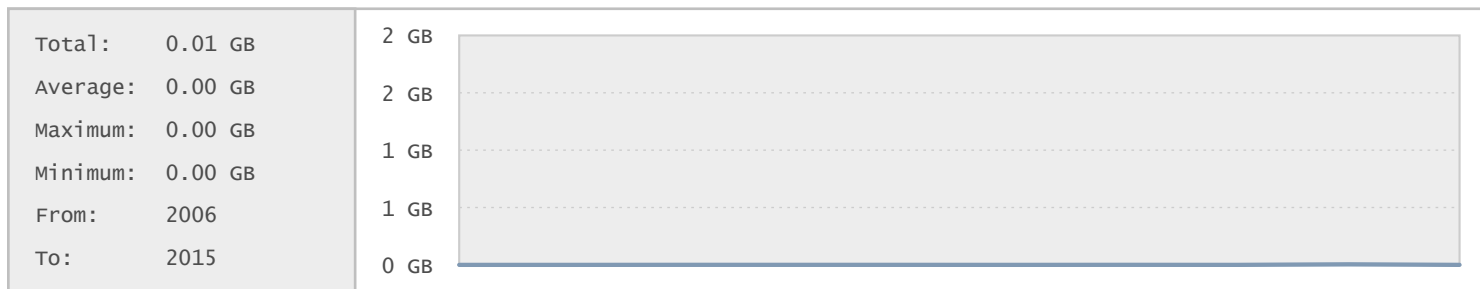 Total: 0.01 GB
Average: 0.00 GB
Maximum: 0.00 GB
Minimum: 0.00 GB
From: 2006
To: 2015
2 GB
2 GB
1 GB
1 GB
0 GB